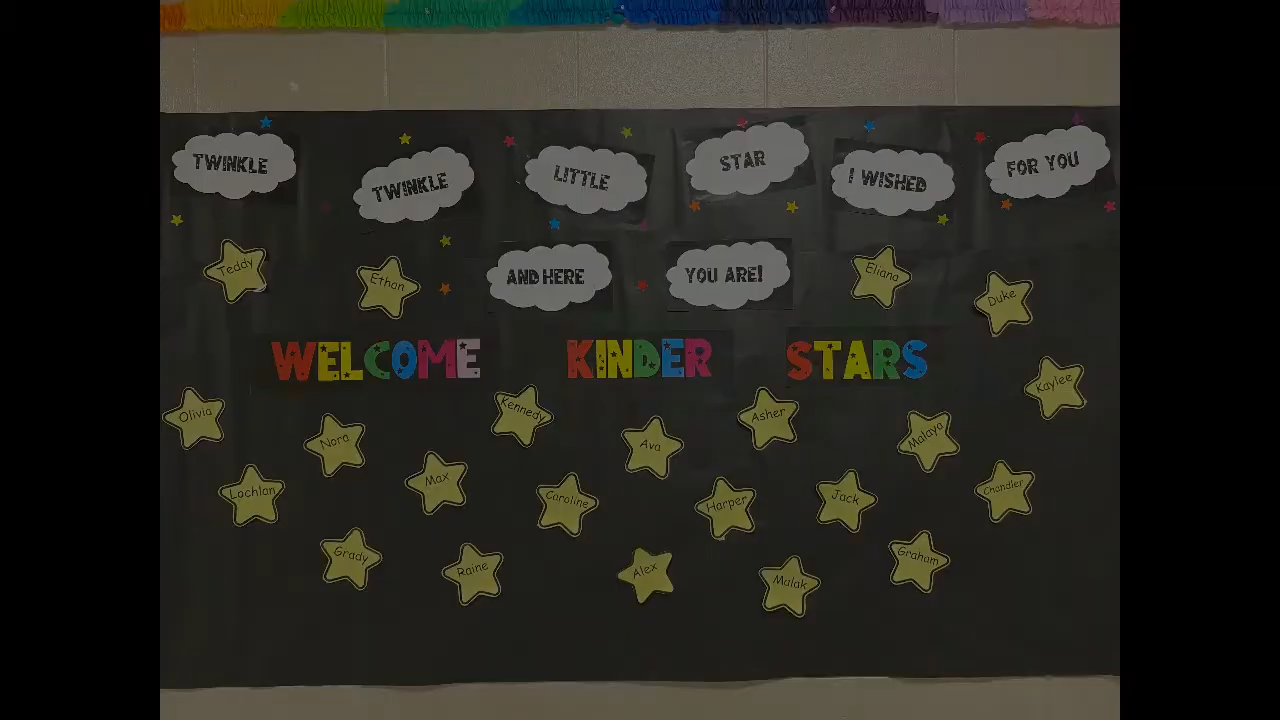 TWINKLE
TWINKLE
LITTLE
STAR
I WISHED
FOR YOU
AND HERE
YOU ARE!
Teddy
Ethan
Eliana
Duke
WELCOME KINDER STARS
Kaylee
Olivia
Nora
Kennedy
Ava
Asher
Malaya
Lochlan
Max
Caroline
Harper
Jack
Chandler
Grady
Raine
Alex
Malak
Graham